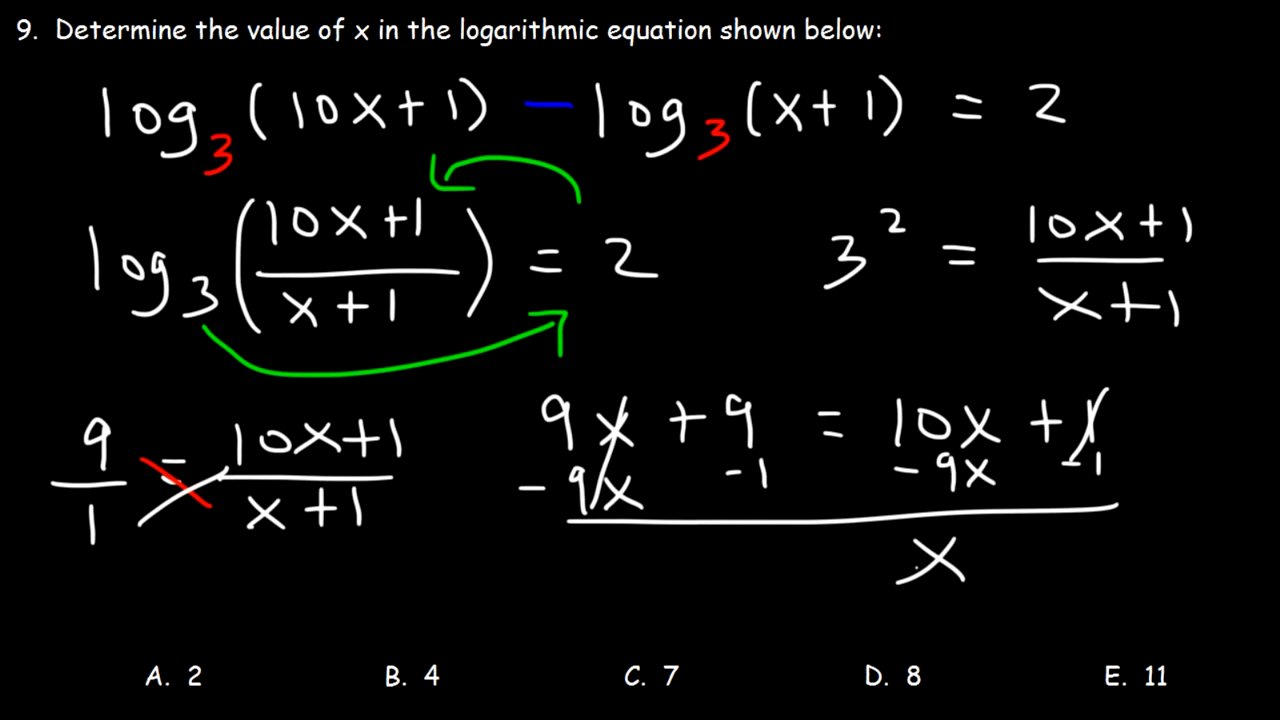 9. Determine the value of x in the logarithmic equation shown below:
log₃(10x+1) − log₃(x+1) = 2
log₃((10x+1)/(x+1)) = 2
3² = (10x+1)/(x+1)
9/1 = (10x+1)/(x+1)
9x + 9 = 10x + 1
−9x −1 −9x −1
x
A. 2 B. 4 C. 7 D. 8 E. 11